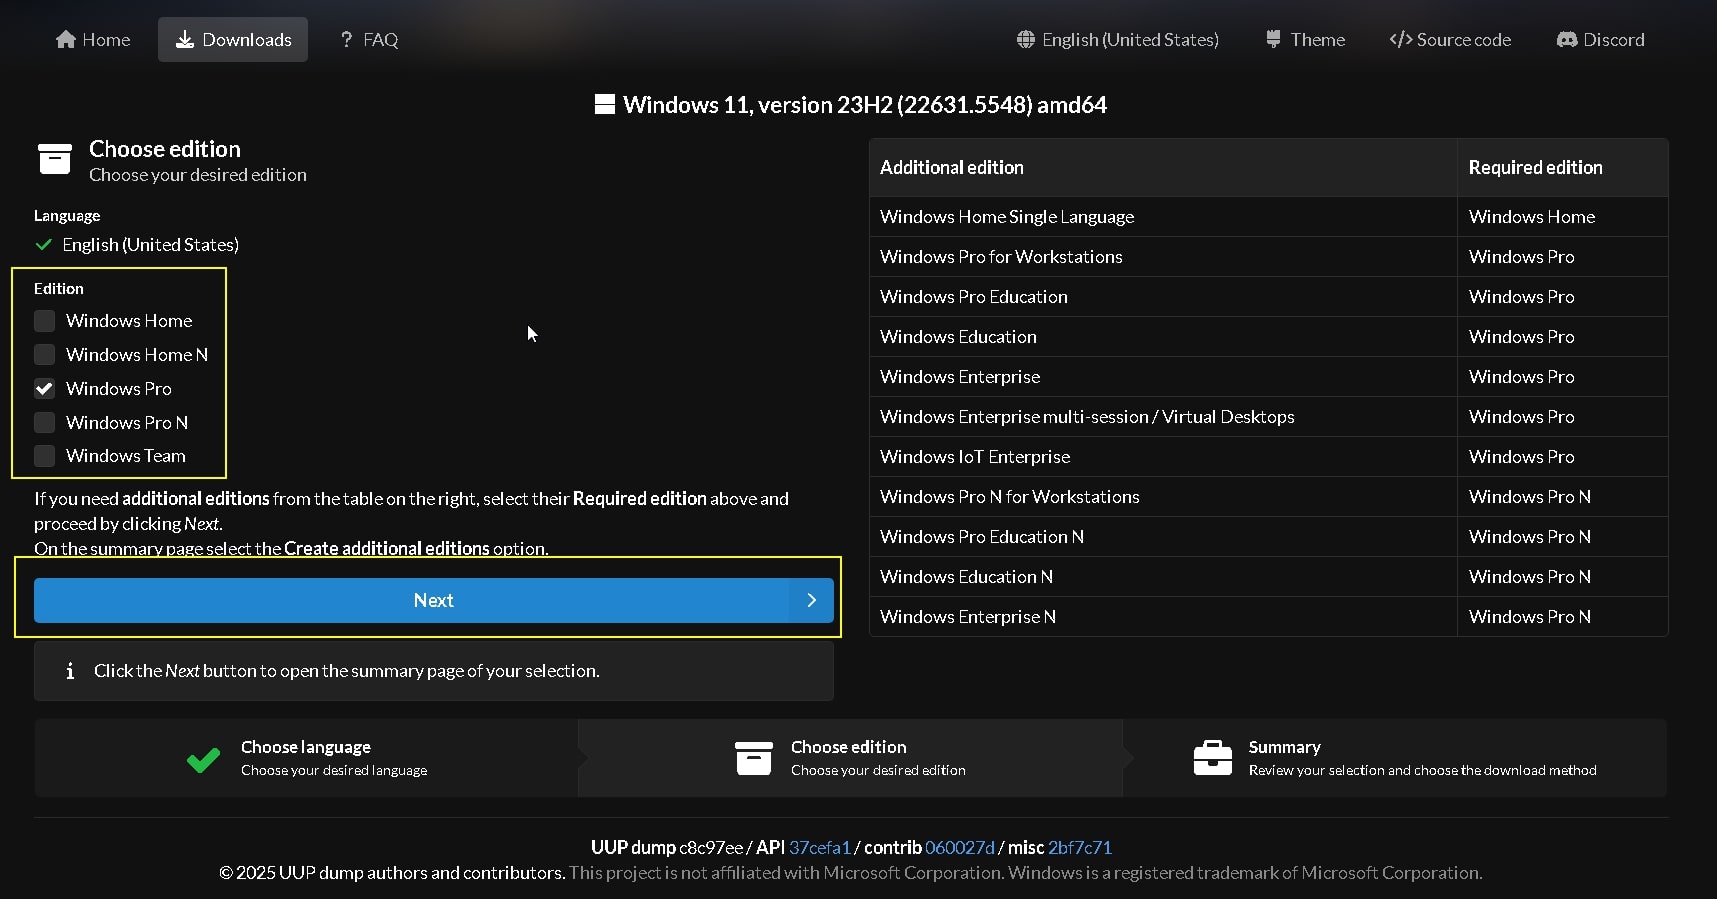 Home
Downloads
? FAQ
English (United States)
Theme
</> Source code
Discord
Windows 11, version 23H2 (22631.5548) amd64
Choose edition
Choose your desired edition
Language
English (United States)
Edition
Windows Home
Windows Home N
Windows Pro
Windows Pro N
Windows Team
If you need additional editions from the table on the right, select their Required edition above and
proceed by clicking Next.
On the summary page select the Create additional editions option.
Next
i Click the Next button to open the summary page of your selection.
Additional edition Required edition
Windows Home Single Language Windows Home
Windows Pro for Workstations Windows Pro
Windows Pro Education Windows Pro
Windows Education Windows Pro
Windows Enterprise Windows Pro
Windows Enterprise multi-session / Virtual Desktops Windows Pro
Windows IoT Enterprise Windows Pro
Windows Pro N for Workstations Windows Pro N
Windows Pro Education N Windows Pro N
Windows Education N Windows Pro N
Windows Enterprise N Windows Pro N
Choose language
Choose your desired language
Choose edition
Choose your desired edition
Summary
Review your selection and choose the download method
UUP dump c8c97ee / API 37cefa1 / contrib 060027d / misc 2bf7c71
© 2025 UUP dump authors and contributors. This project is not affiliated with Microsoft Corporation. Windows is a registered trademark of Microsoft Corporation.